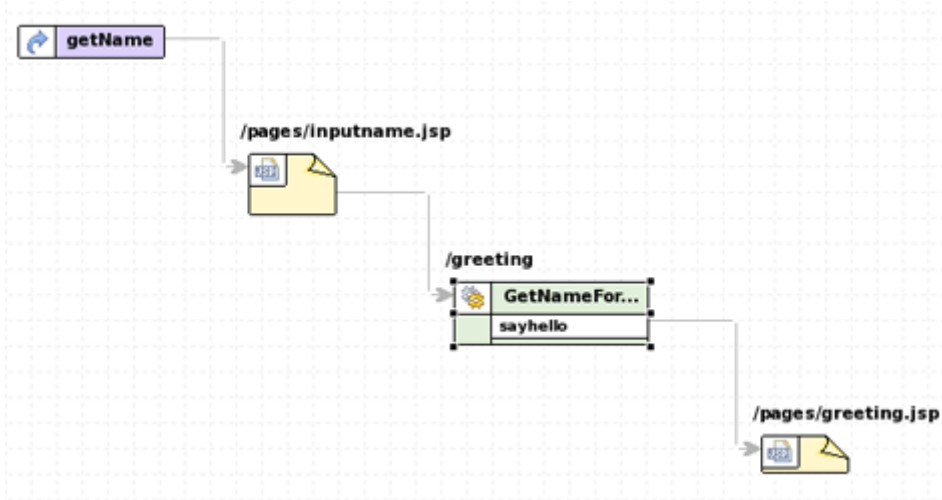 getName
/pages/inputname.jsp
/greeting
GetNameFor...
sayhello
/pages/greeting.jsp